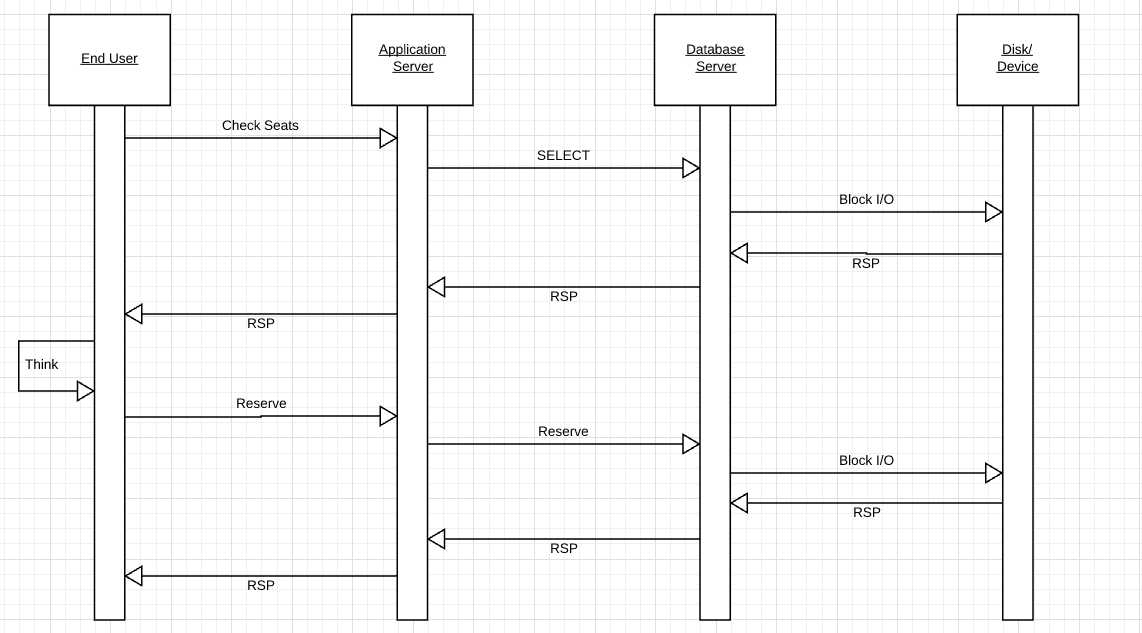 End User
Application
Server
Database
Server
Disk/
Device
Check Seats
SELECT
Block I/O
RSP
RSP
RSP
Think
Reserve
Reserve
Block I/O
RSP
RSP
RSP